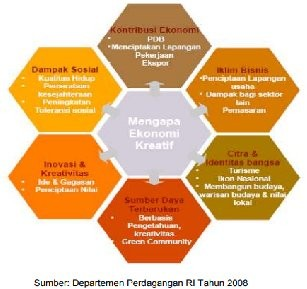 Kontribusi Ekonomi
• PDB
• Menciptakan Lapangan
Pekerjaan
Ekspor
Dampak Sosial
• Kualitas Hidup
• Pemerataan
kesejahteraan
• Peningkatan
Toleransi sosial
Iklim Bisnis
• Penciptaan Lapangan
usaha
• Dampak bagi sektor
lain
Pemasaran
Mengapa
Ekonomi
Kreatif
Inovasi &
Kreativitas
• Ide & Gagasan
• Penciptaan Nilai
Citra &
Identitas bangsa
• Turisme
• Ikon Nasional
• Membangun budaya,
warisan budaya & nilai
lokal
Sumber Daya
Terbarukan
• Berbasis
Pengetahuan,
kreativitas
• Green Community
Sumber: Departemen Perdagangan RI Tahun 2008